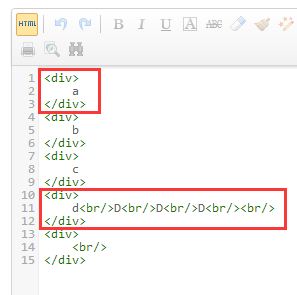 HTML B I U A ABC
1 <div>
2     a
3 </div>
4 <div>
5     b
6 </div>
7 <div>
8     c
9 </div>
10 <div>
11     d<br/>D<br/>D<br/>D<br/><br/>
12 </div>
13 <div>
14     <br/>
15 </div>